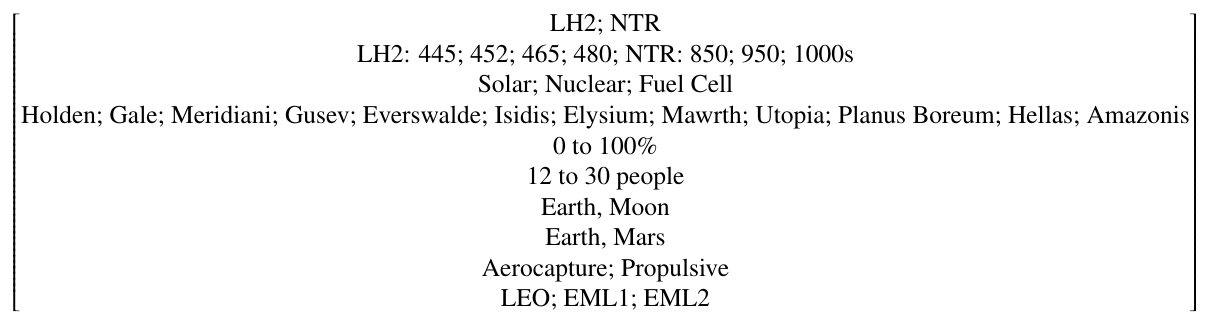 LH2; NTR
LH2: 445; 452; 465; 480; NTR: 850; 950; 1000s
Solar; Nuclear; Fuel Cell
Holden; Gale; Meridiani; Gusev; Everswalde; Isidis; Elysium; Mawrth; Utopia; Planus Boreum; Hellas; Amazonis
0 to 100%
12 to 30 people
Earth, Moon
Earth, Mars
Aerocapture; Propulsive
LEO; EML1; EML2